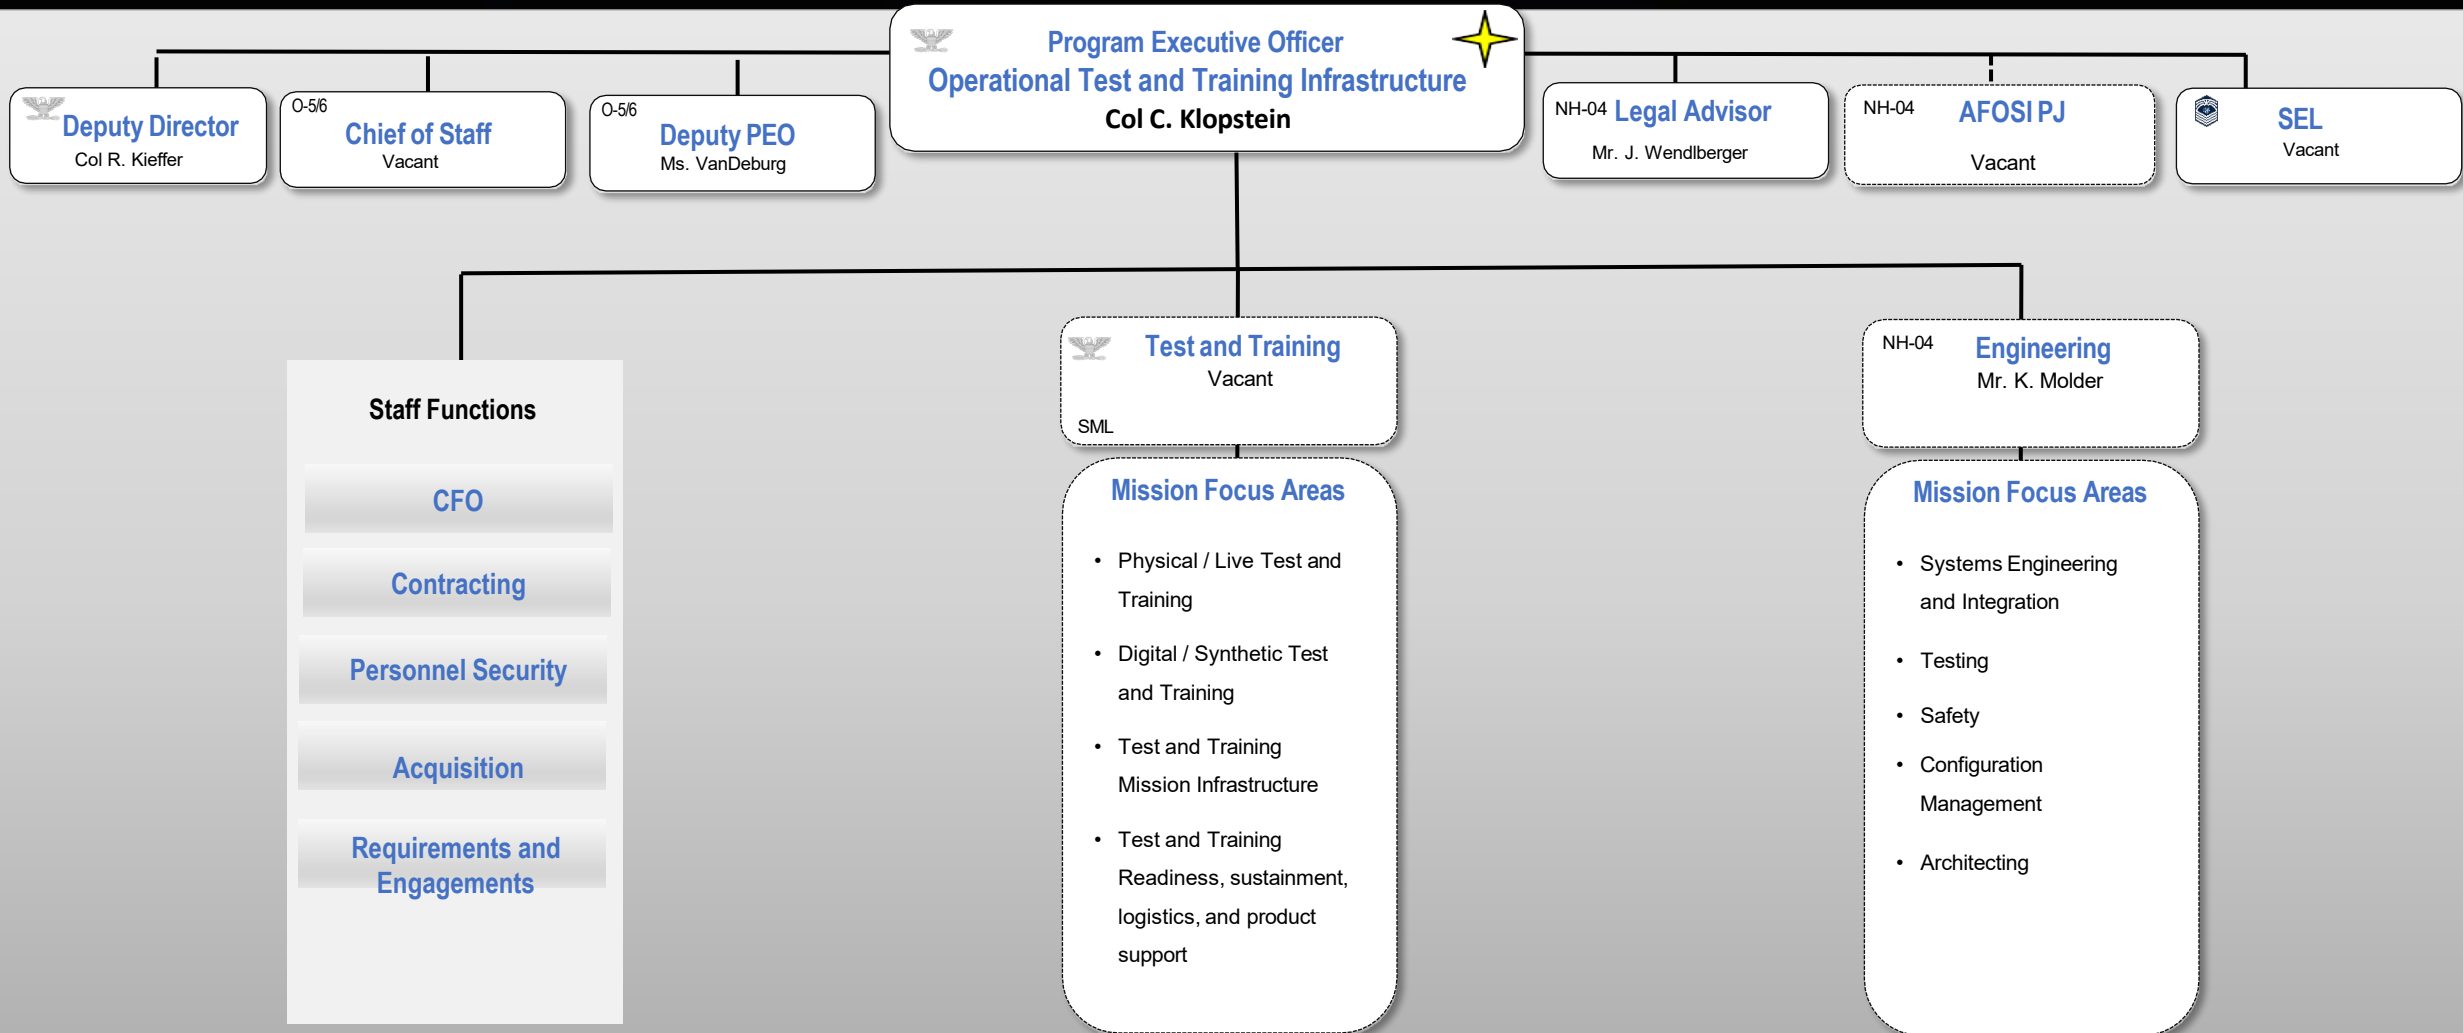 Program Executive Officer
Operational Test and Training Infrastructure
Col C. Klopstein
Deputy Director
Col R. Kieffer
O-5/6
Chief of Staff
Vacant
O-5/6
Deputy PEO
Ms. VanDeburg
NH-04 Legal Advisor
Mr. J. Wendlberger
NH-04 AFOSI PJ
Vacant
SEL
Vacant
Staff Functions
CFO
Contracting
Personnel Security
Acquisition
Requirements and
Engagements
Test and Training
Vacant
SML
Mission Focus Areas
• Physical / Live Test and
Training
• Digital / Synthetic Test
and Training
• Test and Training
Mission Infrastructure
• Test and Training
Readiness, sustainment,
logistics, and product
support
NH-04 Engineering
Mr. K. Molder
Mission Focus Areas
• Systems Engineering
and Integration
• Testing
• Safety
• Configuration
Management
• Architecting